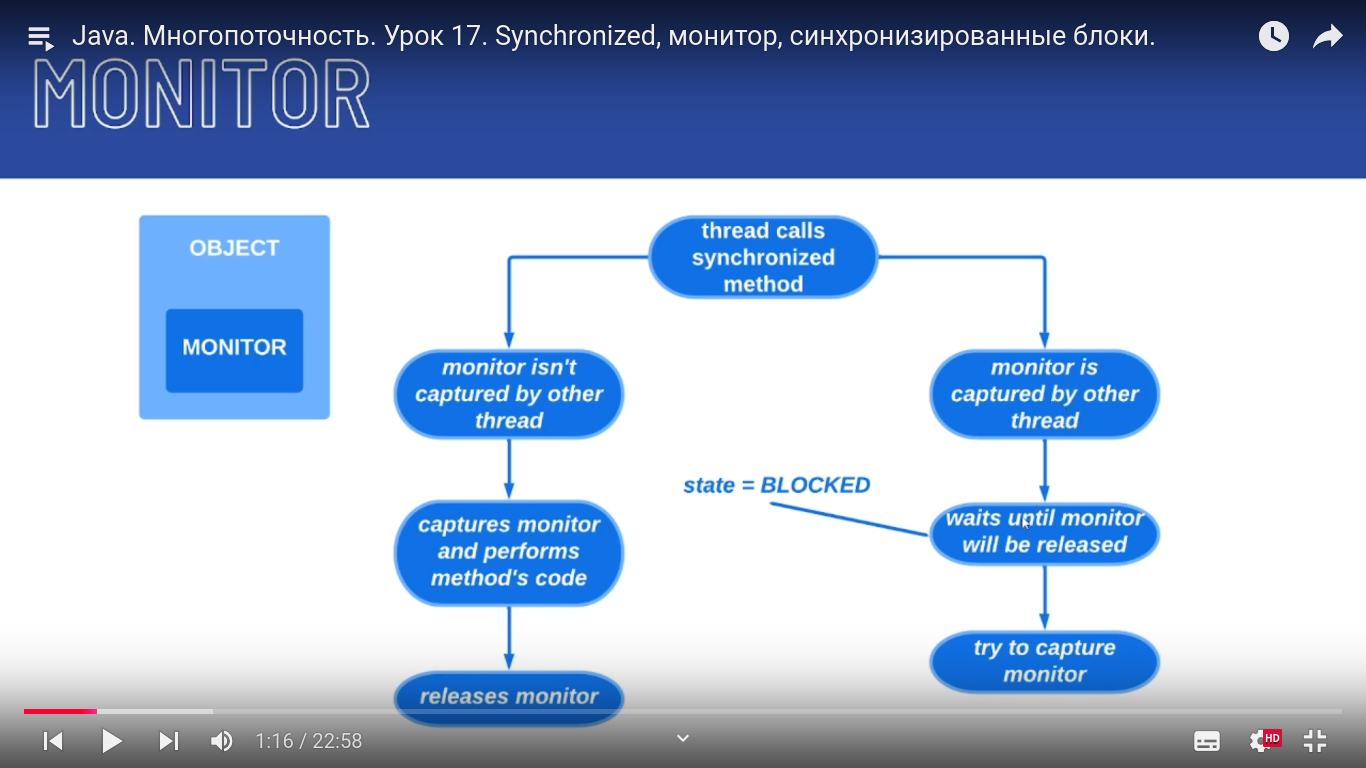 Java. Многопоточность. Урок 17. Synchronized, монитор, синхронизированные блоки.
MONITOR
OBJECT
MONITOR
thread calls
synchronized
method
monitor isn't
captured by other
thread
monitor is
captured by other
thread
captures monitor
and performs
method's code
state = BLOCKED
waits until monitor
will be released
releases monitor
try to capture
monitor
1:16 / 22:58
HD